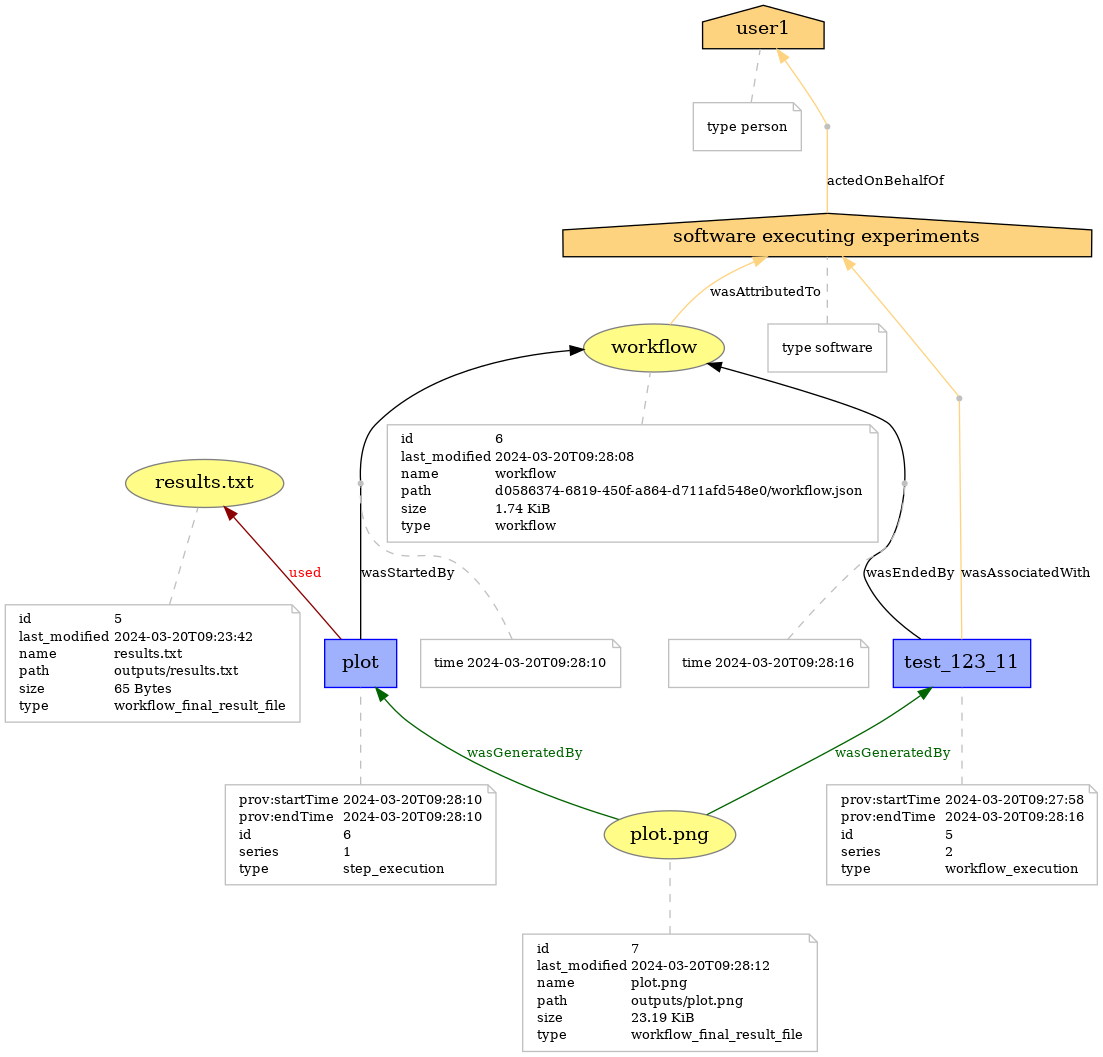 user1
type person
actedOnBehalfOf
software executing experiments
wasAttributedTo
type software
workflow
id 6
last_modified 2024-03-20T09:28:08
name workflow
path d0586374-6819-450f-a864-d711afd548e0/workflow.json
size 1.74 KiB
type workflow
results.txt
used
wasStartedBy
wasEndedBy
wasAssociatedWith
id 5
last_modified 2024-03-20T09:23:42
name results.txt
path outputs/results.txt
size 65 Bytes
type workflow_final_result_file
plot
time 2024-03-20T09:28:10
time 2024-03-20T09:28:16
test_123_11
wasGeneratedBy
wasGeneratedBy
prov:startTime 2024-03-20T09:28:10
prov:endTime 2024-03-20T09:28:10
id 6
series 1
type step_execution
plot.png
prov:startTime 2024-03-20T09:27:58
prov:endTime 2024-03-20T09:28:16
id 5
series 2
type workflow_execution
id 7
last_modified 2024-03-20T09:28:12
name plot.png
path outputs/plot.png
size 23.19 KiB
type workflow_final_result_file